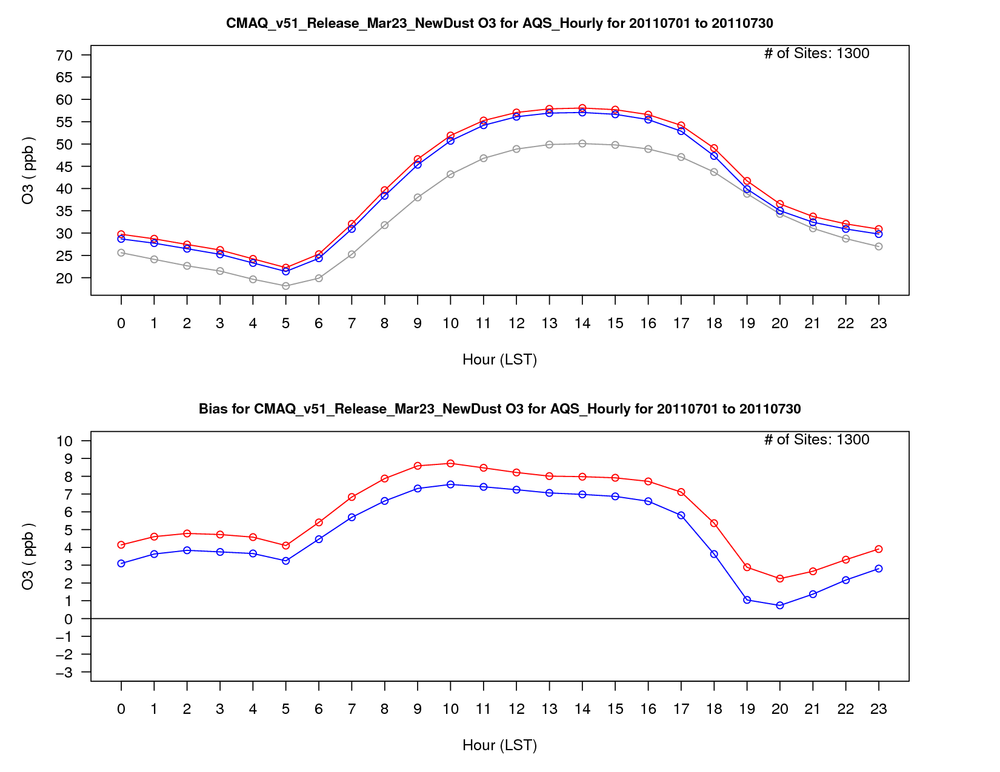 CMAQ_v51_Release_Mar23_NewDust O3 for AQS_Hourly for 20110701 to 20110730
# of Sites: 1300
70
65
60
55
50
45
40
35
30
25
20
O3 ( ppb )
0 1 2 3 4 5 6 7 8 9 10 11 12 13 14 15 16 17 18 19 20 21 22 23
Hour (LST)
Bias for CMAQ_v51_Release_Mar23_NewDust O3 for AQS_Hourly for 20110701 to 20110730
# of Sites: 1300
10
9
8
7
6
5
4
3
2
1
0
−1
−2
−3
O3 ( ppb )
0 1 2 3 4 5 6 7 8 9 10 11 12 13 14 15 16 17 18 19 20 21 22 23
Hour (LST)